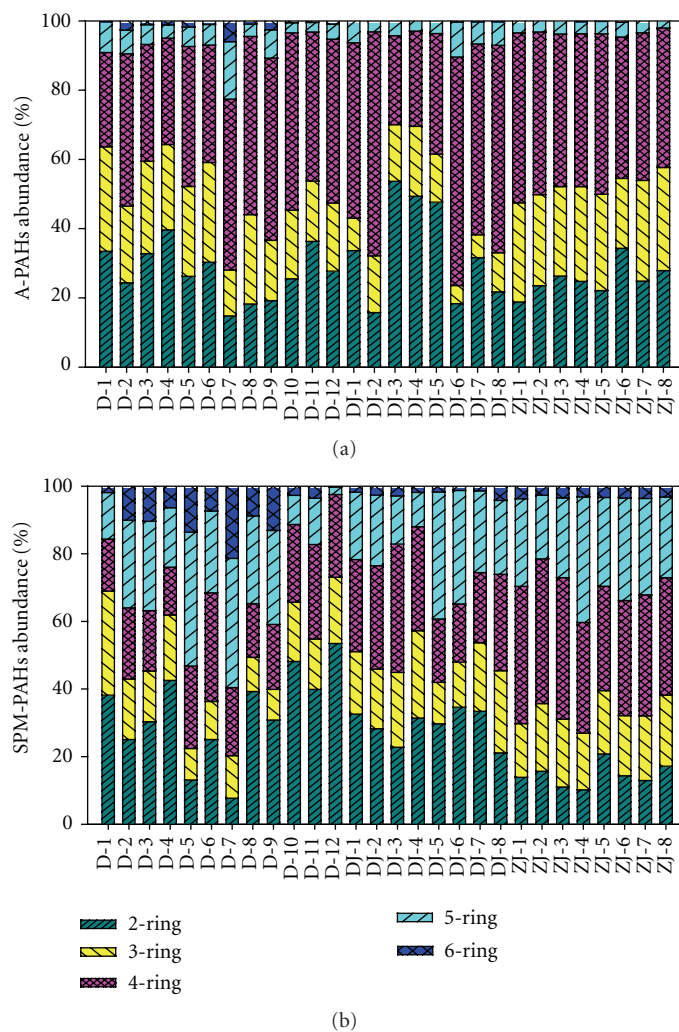 A-PAHs abundance (%)
100
80
60
40
20
0
D-1 D-2 D-3 D-4 D-5 D-6 D-7 D-8 D-9 D-10 D-11 D-12 DJ-1 DJ-2 DJ-3 DJ-4 DJ-5 DJ-6 DJ-7 DJ-8 ZJ-1 ZJ-2 ZJ-3 ZJ-4 ZJ-5 ZJ-6 ZJ-7 ZJ-8
(a)
SPM-PAHs abundance (%)
100
80
60
40
20
0
D-1 D-2 D-3 D-4 D-5 D-6 D-7 D-8 D-9 D-10 D-11 D-12 DJ-1 DJ-2 DJ-3 DJ-4 DJ-5 DJ-6 DJ-7 DJ-8 ZJ-1 ZJ-2 ZJ-3 ZJ-4 ZJ-5 ZJ-6 ZJ-7 ZJ-8
2-ring
3-ring
4-ring
5-ring
6-ring
(b)